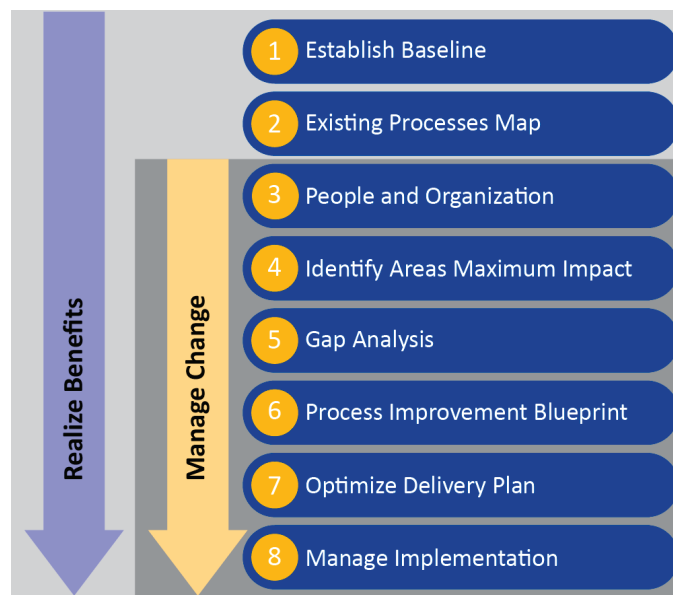 1 Establish Baseline
2 Existing Processes Map
3 People and Organization
4 Identify Areas Maximum Impact
5 Gap Analysis
6 Process Improvement Blueprint
7 Optimize Delivery Plan
8 Manage Implementation
Realize Benefits
Manage Change